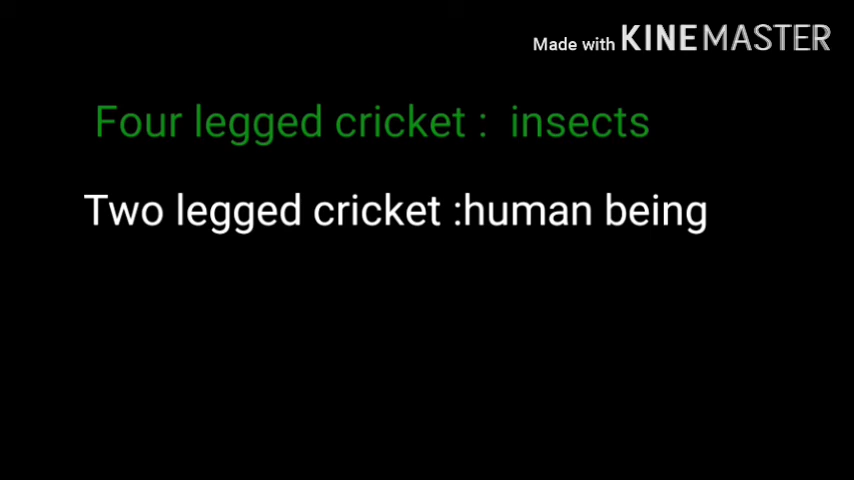 Made with KINEMASTER
Four legged cricket : insects
Two legged cricket :human being